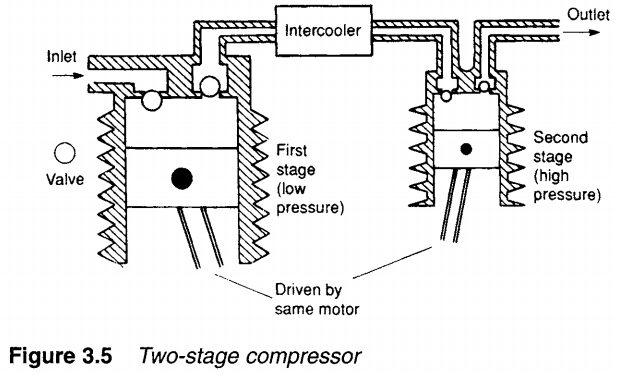 Inlet
Intercooler
Outlet
Valve
First
stage
(low
pressure)
Second
stage
(high
pressure)
Driven by
same motor
Figure 3.5 Two-stage compressor